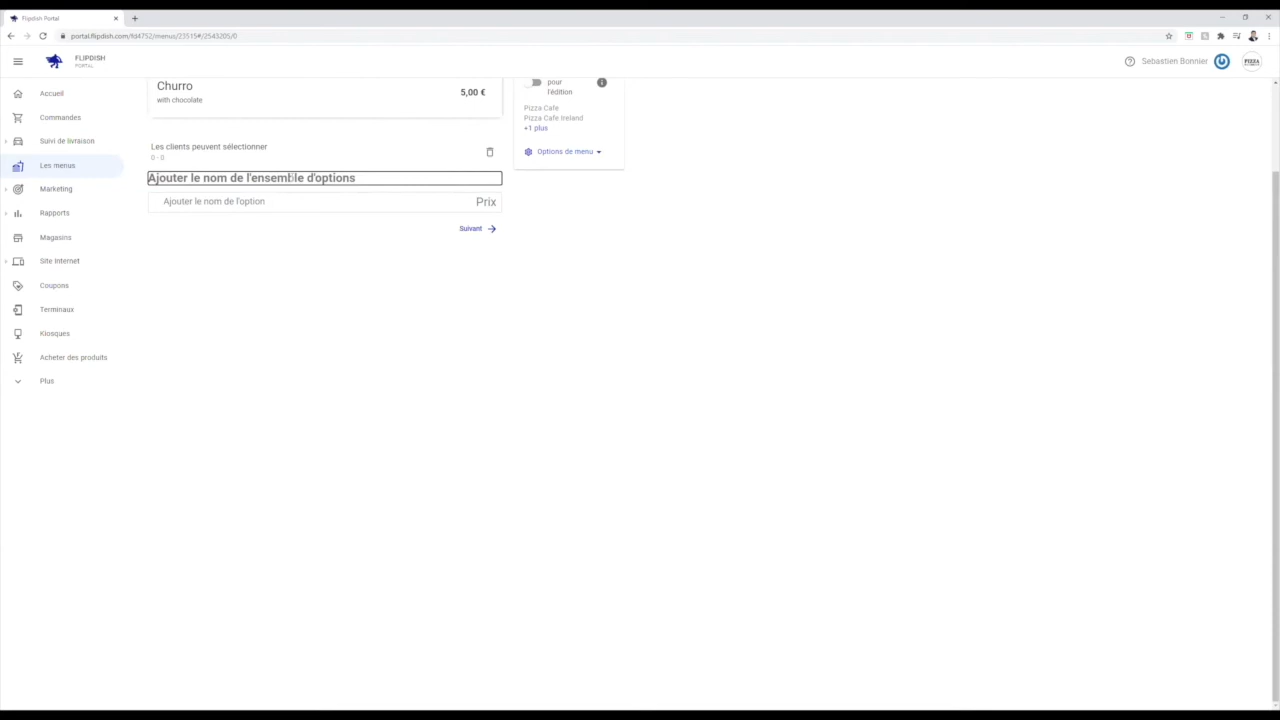 Flipdish Portal
portal.flipdish.com/fd4752/menus/23515#/2543205/0
FLIPDISH
PORTAL
Sebastien Bonnier
PIZZA
Accueil
Commandes
Suivi de livraison
Les menus
Marketing
Rapports
Magasins
Site Internet
Coupons
Terminaux
Kiosques
Acheter des produits
Plus
Churro
with chocolate
5,00 €
Les clients peuvent sélectionner
0 - 0
Ajouter le nom de l'ensemble d'options
Ajouter le nom de l'option
Prix
Suivant
pour
l'édition
Pizza Cafe
Pizza Cafe Ireland
+1 plus
Options de menu